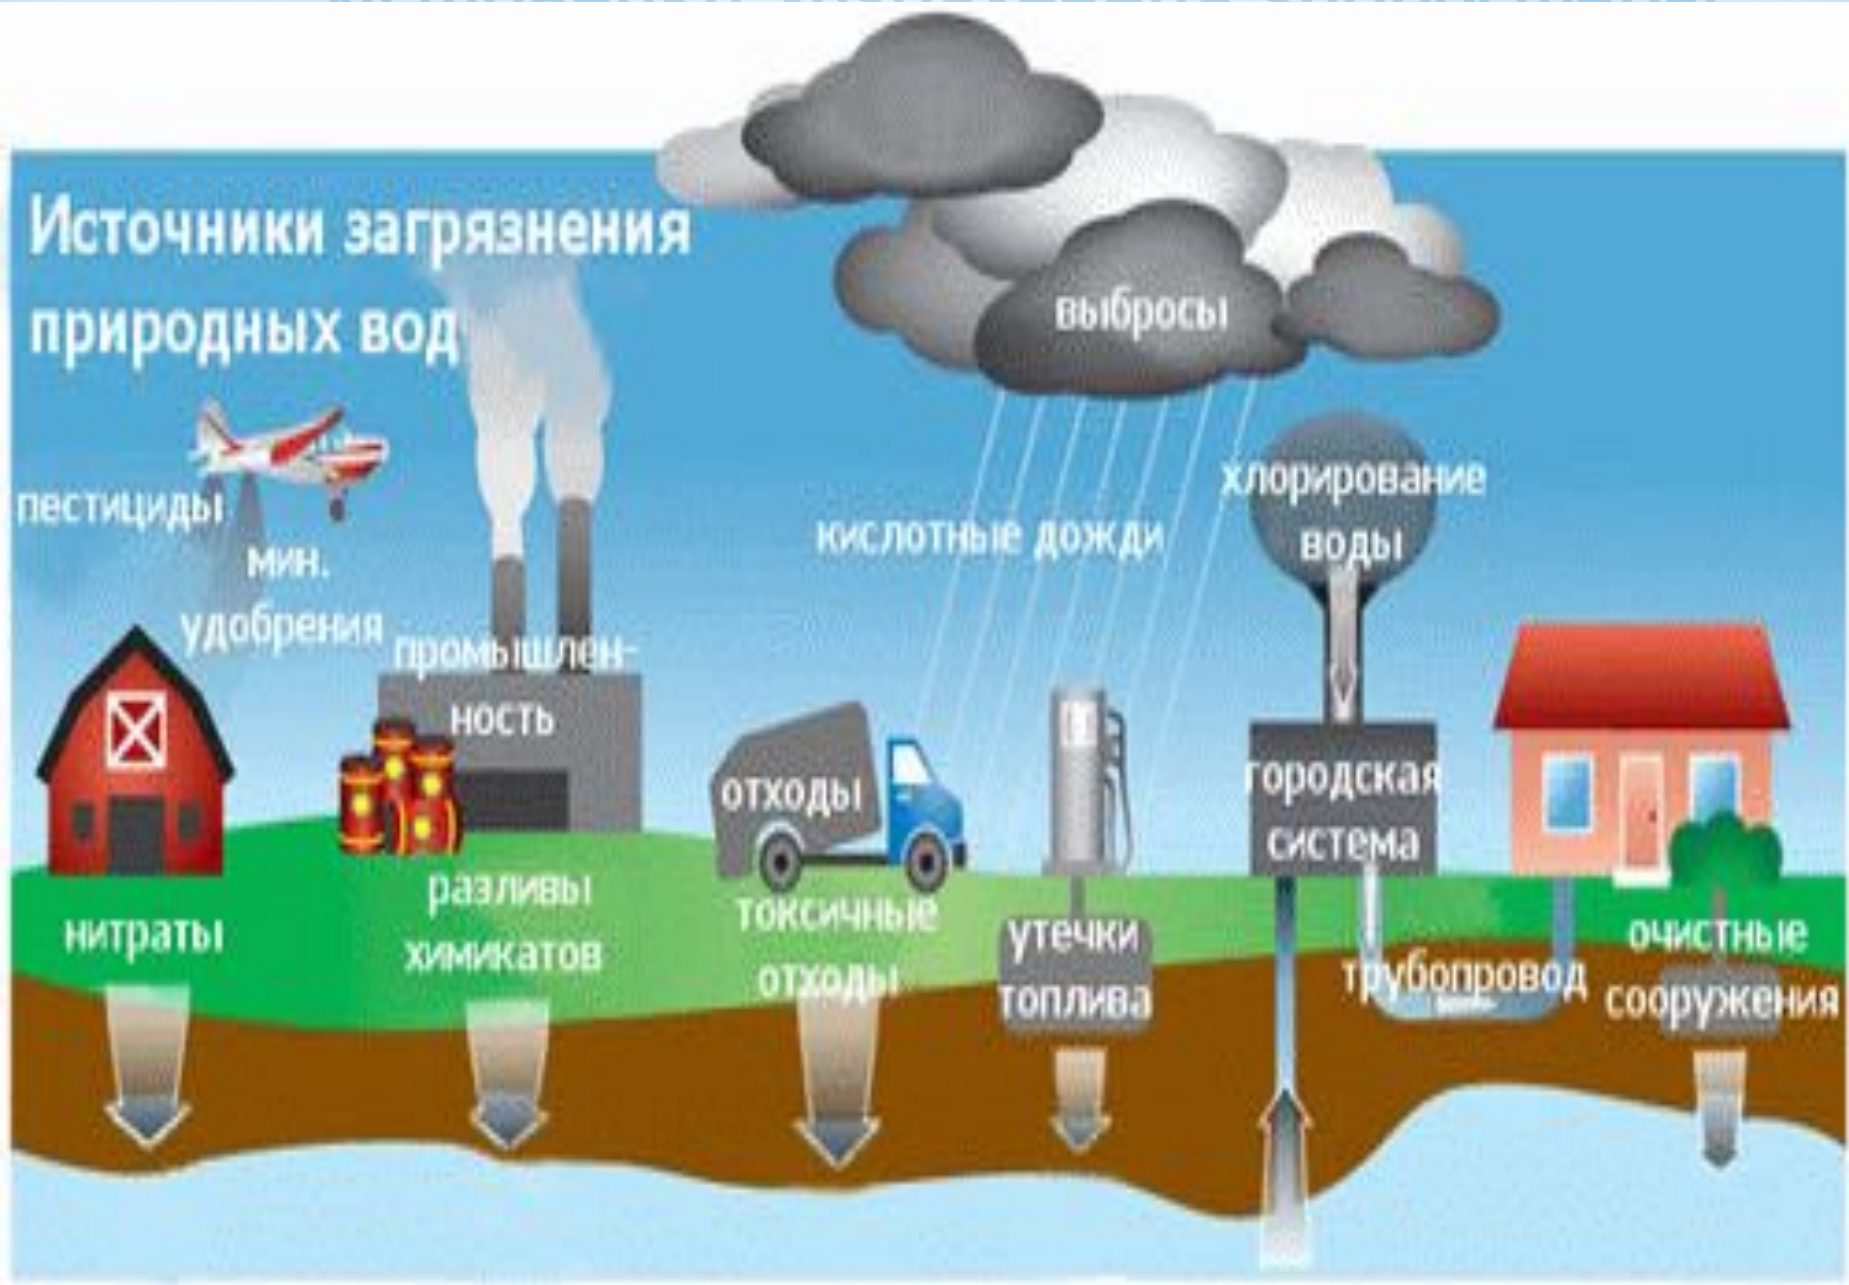 Источники загрязнения
природных вод
выбросы
пестициды
мин.
удобрения
кислотные дожди
хлорирование
воды
промышлен-
ность
отходы
городская
система
нитраты
разливы
химикатов
токсичные
отходы
утечки
топлива
трубопровод
очистные
сооружения